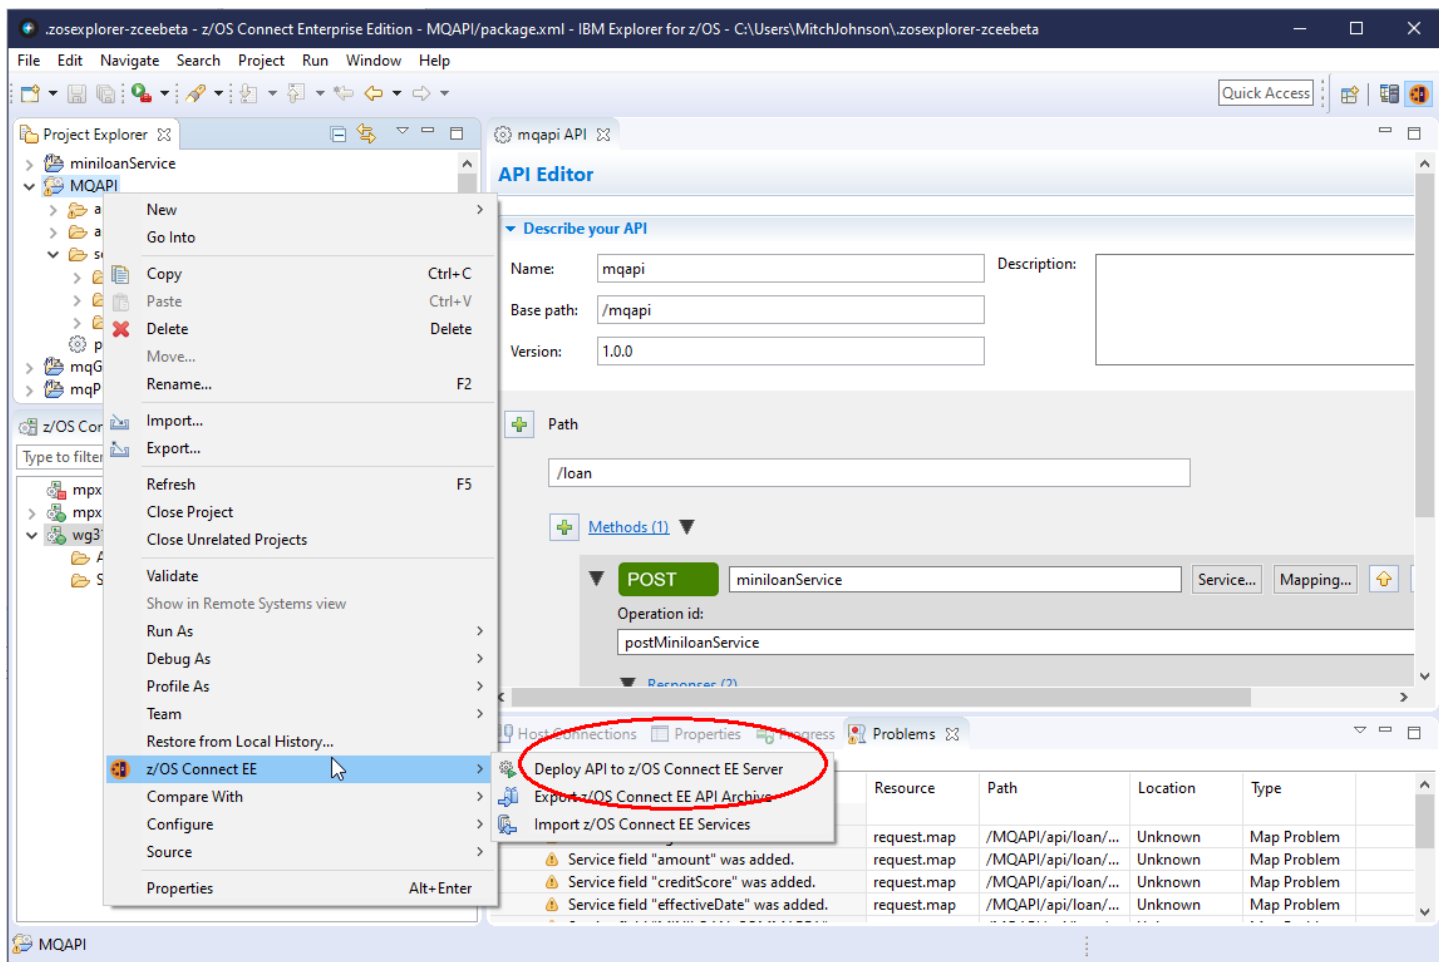 .zosexplorer-zceebeta - z/OS Connect Enterprise Edition - MQAPI/package.xml - IBM Explorer for z/OS - C:\Users\MitchJohnson\.zosexplorer-zceebeta
File Edit Navigate Search Project Run Window Help
Quick Access
Project Explorer
miniloanService
MQAPI
a
a
s
p
mqG
mqP
z/OS Con
Type to filter
mpx
mpx
wg31
A
S
New
Go Into
Copy Ctrl+C
Paste Ctrl+V
Delete Delete
Move...
Rename... F2
Import...
Export...
Refresh F5
Close Project
Close Unrelated Projects
Validate
Show in Remote Systems view
Run As
Debug As
Profile As
Team
Restore from Local History...
z/OS Connect EE
Compare With
Configure
Source
Properties Alt+Enter
Deploy API to z/OS Connect EE Server
Export z/OS Connect EE API Archive
Import z/OS Connect EE Services
mqapi API
API Editor
Describe your API
Name: mqapi
Description:
Base path: /mqapi
Version: 1.0.0
Path
/loan
Methods (1)
POST miniloanService Service... Mapping...
Operation id:
postMiniloanService
Responses (2)
Host Connections Properties Progress Problems
Resource Path Location Type
request.map /MQAPI/api/loan/... Unknown Map Problem
Service field "amount" was added. request.map /MQAPI/api/loan/... Unknown Map Problem
Service field "creditScore" was added. request.map /MQAPI/api/loan/... Unknown Map Problem
Service field "effectiveDate" was added. request.map /MQAPI/api/loan/... Unknown Map Problem
MQAPI